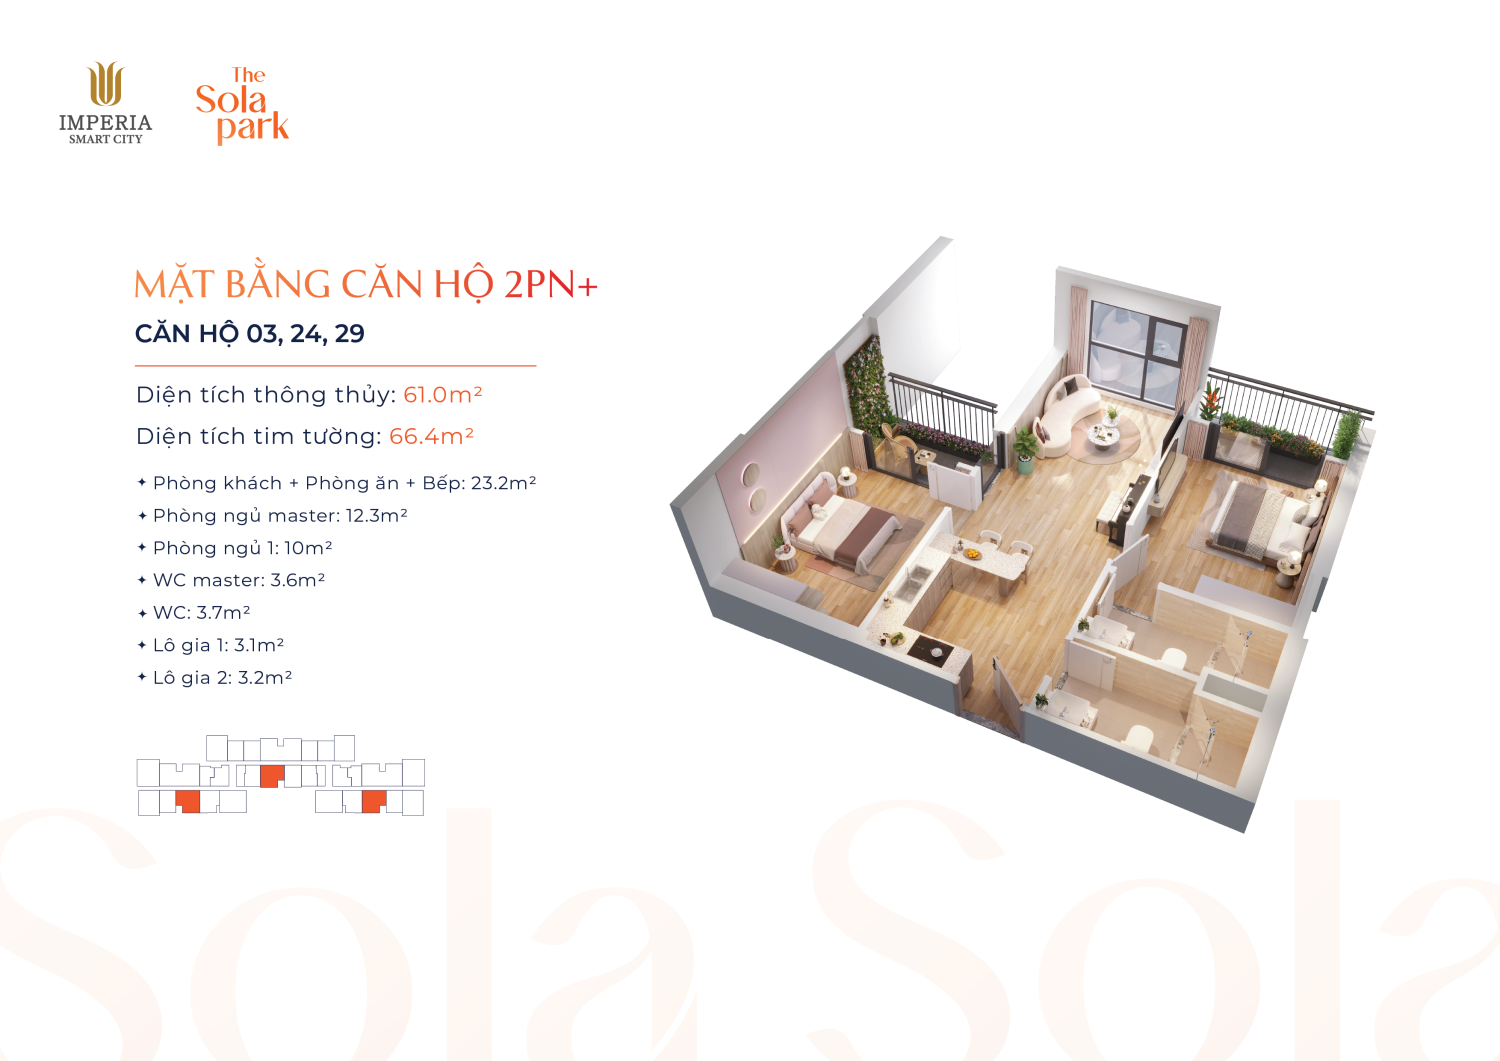 IMPERIA
SMART CITY
The
Sola
park
MẶT BẰNG CĂN HỘ 2PN+
CĂN HỘ 03, 24, 29
Diện tích thông thủy: 61.0m²
Diện tích tim tường: 66.4m²
✦ Phòng khách + Phòng ăn + Bếp: 23.2m²
✦ Phòng ngủ master: 12.3m²
✦ Phòng ngủ 1: 10m²
✦ WC master: 3.6m²
✦ WC: 3.7m²
✦ Lô gia 1: 3.1m²
✦ Lô gia 2: 3.2m²
Sola Sola